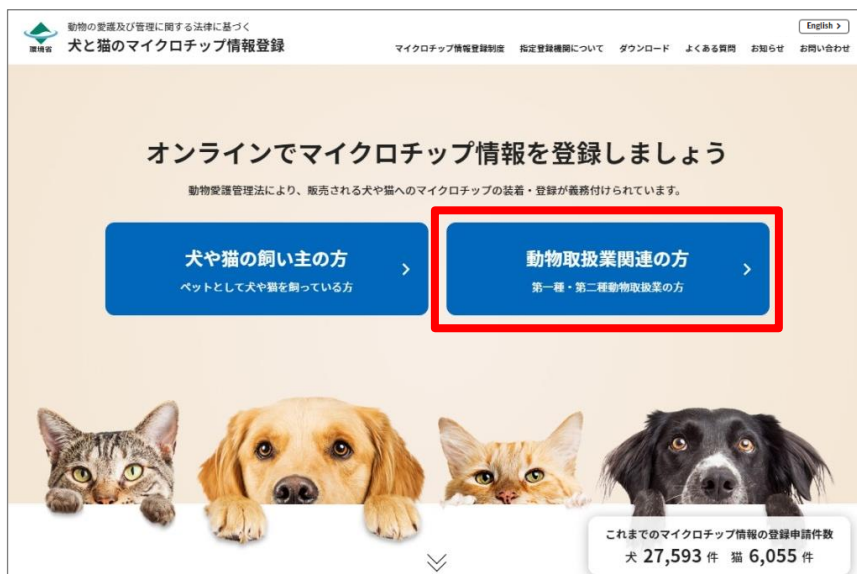 環境省
動物の愛護及び管理に関する法律に基づく
犬と猫のマイクロチップ情報登録
English >
マイクロチップ情報登録制度 指定登録機関について ダウンロード よくある質問 お知らせ お問い合わせ
オンラインでマイクロチップ情報を登録しましょう
動物愛護管理法により、販売される犬や猫へのマイクロチップの装着・登録が義務付けられています。
犬や猫の飼い主の方
ペットとして犬や猫を飼っている方
動物取扱業関連の方
第一種・第二種動物取扱業の方
これまでのマイクロチップ情報の登録申請件数
犬 27,593 件 猫 6,055 件